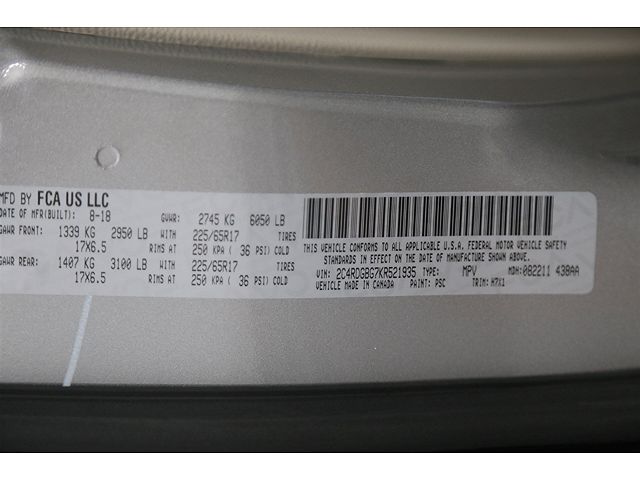 MFD BY FCA US LLC
DATE OF MFR(BUILT): 8-18 GVWR: 2745 KG 6050 LB
GAWR FRONT: 1339 KG 2950 LB WITH 225/65R17 TIRES
17X6.5 RIMS AT 250 KPA ( 36 PSI) COLD
GAWR REAR: 1407 KG 3100 LB WITH 225/65R17 TIRES
17X6.5 RIMS AT 250 KPA ( 36 PSI) COLD
THIS VEHICLE CONFORMS TO ALL APPLICABLE U.S.A. FEDERAL MOTOR VEHICLE SAFETY
STANDARDS IN EFFECT ON THE DATE OF MANUFACTURE SHOWN ABOVE.
VIN: 2C4RDGBG7KR521935 TYPE: MPV MDH: 082211 438AA
VEHICLE MADE IN CANADA PAINT: PSC TRIM: H7X1